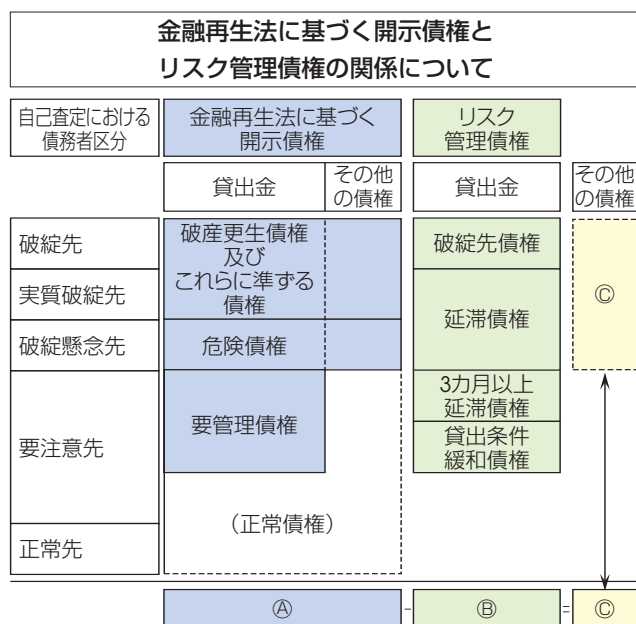 金融再生法に基づく開示債権と
リスク管理債権の関係について
自己査定における
債務者区分
金融再生法に基づく
開示債権
リスク
管理債権
貸出金
その他
の債権
貸出金
その他
の債権
破綻先
実質破綻先
破綻懸念先
要注意先
正常先
破産更生債権
及び
これらに準ずる
債権
危険債権
要管理債権
（正常債権）
破綻先債権
延滞債権
3カ月以上
延滞債権
貸出条件
緩和債権
Ⓒ
Ⓐ - Ⓑ = Ⓒ